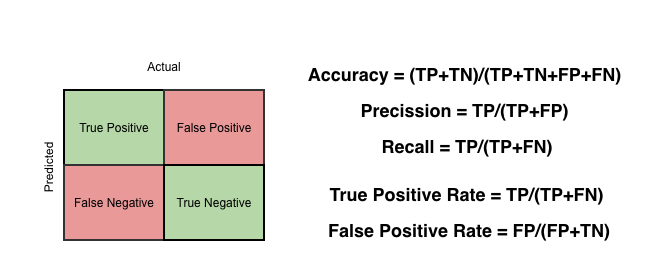 Actual
Predicted
True Positive
False Positive
False Negative
True Negative
Accuracy = (TP+TN)/(TP+TN+FP+FN)
Precission = TP/(TP+FP)
Recall = TP/(TP+FN)
True Positive Rate = TP/(TP+FN)
False Positive Rate = FP/(FP+TN)